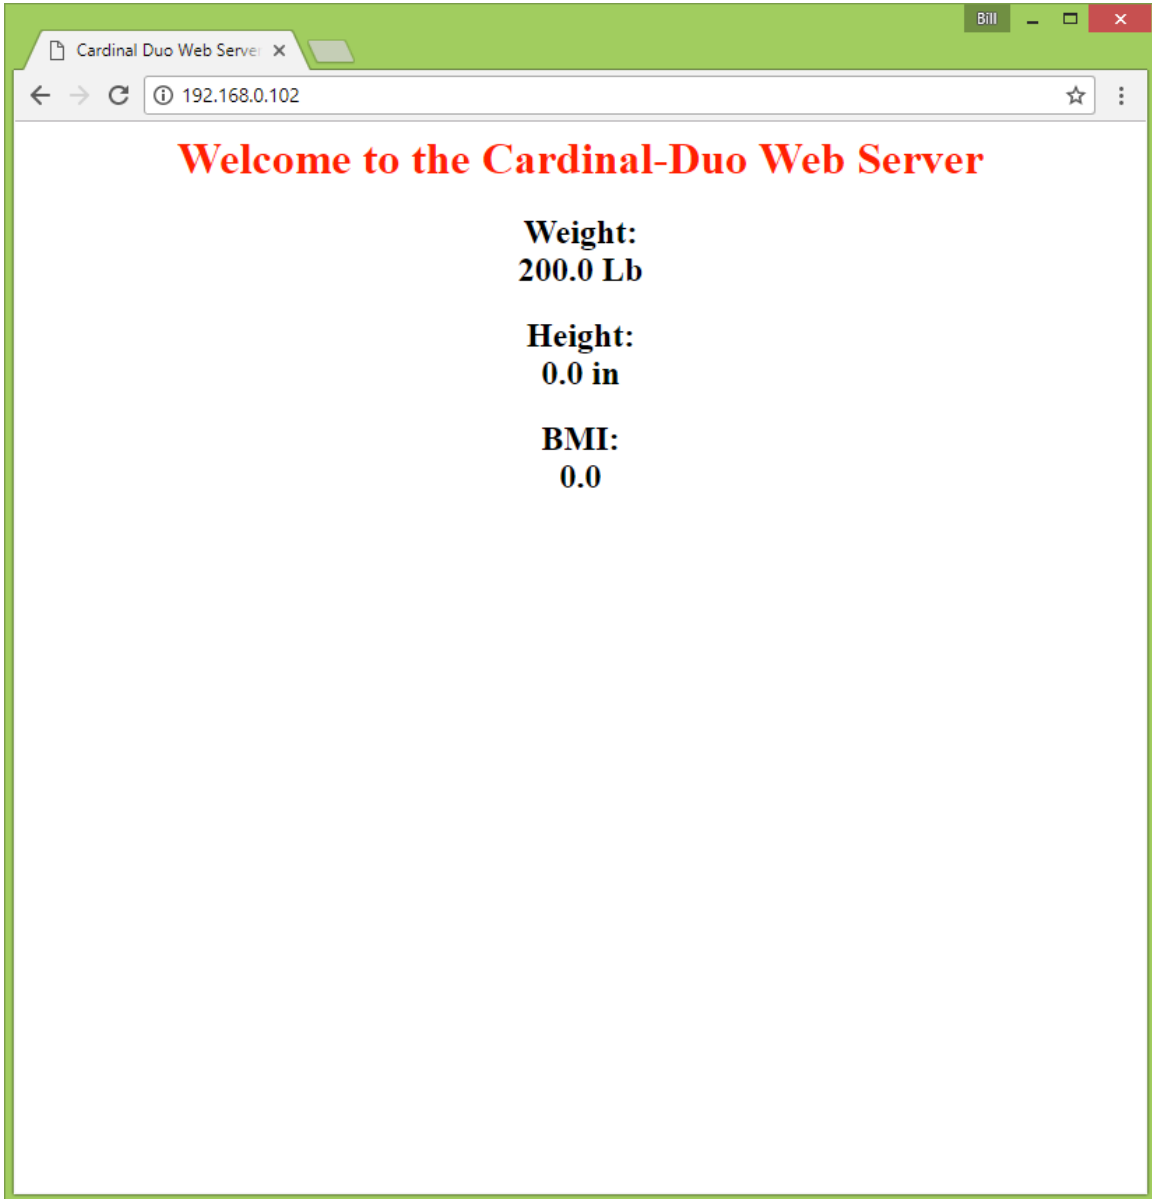 Bill
Cardinal Duo Web Server
192.168.0.102
Welcome to the Cardinal-Duo Web Server
Weight:
200.0 Lb
Height:
0.0 in
BMI:
0.0